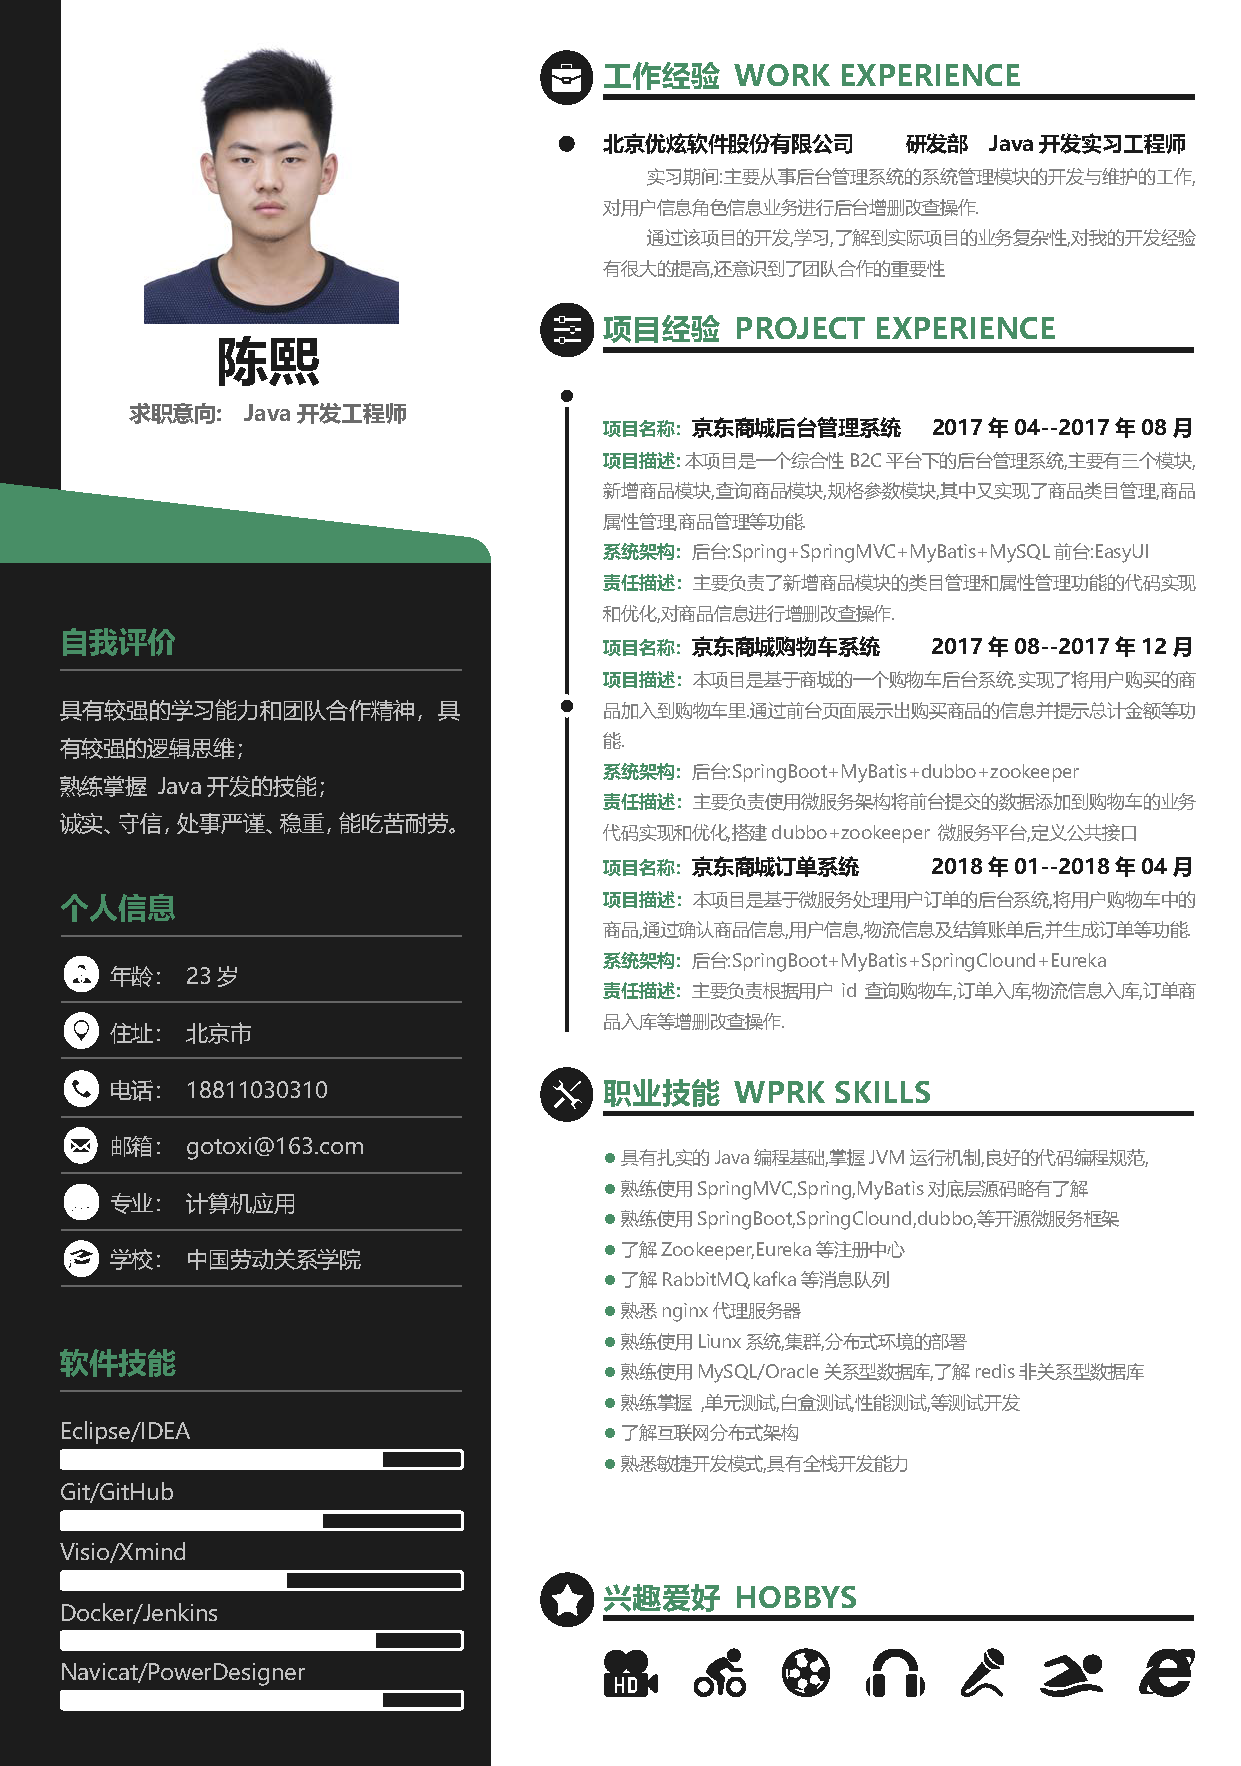 陈熙
求职意向: Java 开发工程师
自我评价
具有较强的学习能力和团队合作精神，具
有较强的逻辑思维；
熟练掌握 Java 开发的技能；
诚实、守信，处事严谨、稳重，能吃苦耐劳。
个人信息
年龄： 23 岁
住址： 北京市
电话： 18811030310
邮箱： gotoxi@163.com
专业： 计算机应用
学校： 中国劳动关系学院
软件技能
Eclipse/IDEA
Git/GitHub
Visio/Xmind
Docker/Jenkins
Navicat/PowerDesigner
工作经验 WORK EXPERIENCE
北京优炫软件股份有限公司 研发部 Java 开发实习工程师
实习期间:主要从事后台管理系统的系统管理模块的开发与维护的工作,
对用户信息角色信息业务进行后台增删改查操作.
通过该项目的开发,学习,了解到实际项目的业务复杂性,对我的开发经验
有很大的提高,还意识到了团队合作的重要性
项目经验 PROJECT EXPERIENCE
项目名称：京东商城后台管理系统 2017 年 04--2017 年 08 月
项目描述:本项目是一个综合性 B2C 平台下的后台管理系统,主要有三个模块,
新增商品模块,查询商品模块,规格参数模块,其中又实现了商品类目管理,商品
属性管理,商品管理等功能.
系统架构：后台:Spring+SpringMVC+MyBatis+MySQL 前台:EasyUI
责任描述：主要负责了新增商品模块的类目管理和属性管理功能的代码实现
和优化,对商品信息进行增删改查操作.
项目名称：京东商城购物车系统 2017 年 08--2017 年 12 月
项目描述：本项目是基于商城的一个购物车后台系统.实现了将用户购买的商
品加入到购物车里.通过前台页面展示出购买商品的信息并提示总计金额等功
能.
系统架构：后台:SpringBoot+MyBatis+dubbo+zookeeper
责任描述：主要负责使用微服务架构将前台提交的数据添加到购物车的业务
代码实现和优化,搭建 dubbo+zookeeper 微服务平台,定义公共接口
项目名称：京东商城订单系统 2018 年 01--2018 年 04 月
项目描述：本项目是基于微服务处理用户订单的后台系统,将用户购物车中的
商品,通过确认商品信息,用户信息,物流信息及结算账单后,并生成订单等功能.
系统架构：后台:SpringBoot+MyBatis+SpringClound+Eureka
责任描述：主要负责根据用户 id 查询购物车,订单入库,物流信息入库,订单商
品入库等增删改查操作.
职业技能 WPRK SKILLS
●具有扎实的 Java 编程基础,掌握 JVM 运行机制,良好的代码编程规范,
●熟练使用 SpringMVC,Spring,MyBatis 对底层源码略有了解
●熟练使用 SpringBoot,SpringClound,dubbo,等开源微服务框架
●了解 Zookeeper,Eureka 等注册中心
●了解 RabbitMQ,kafka 等消息队列
●熟悉 nginx 代理服务器
●熟练使用 Liunx 系统,集群,分布式环境的部署
●熟练使用 MySQL/Oracle 关系型数据库,了解 redis 非关系型数据库
●熟练掌握 ,单元测试,白盒测试,性能测试,等测试开发
●了解互联网分布式架构
●熟悉敏捷开发模式,具有全栈开发能力
兴趣爱好 HOBBYS
HD